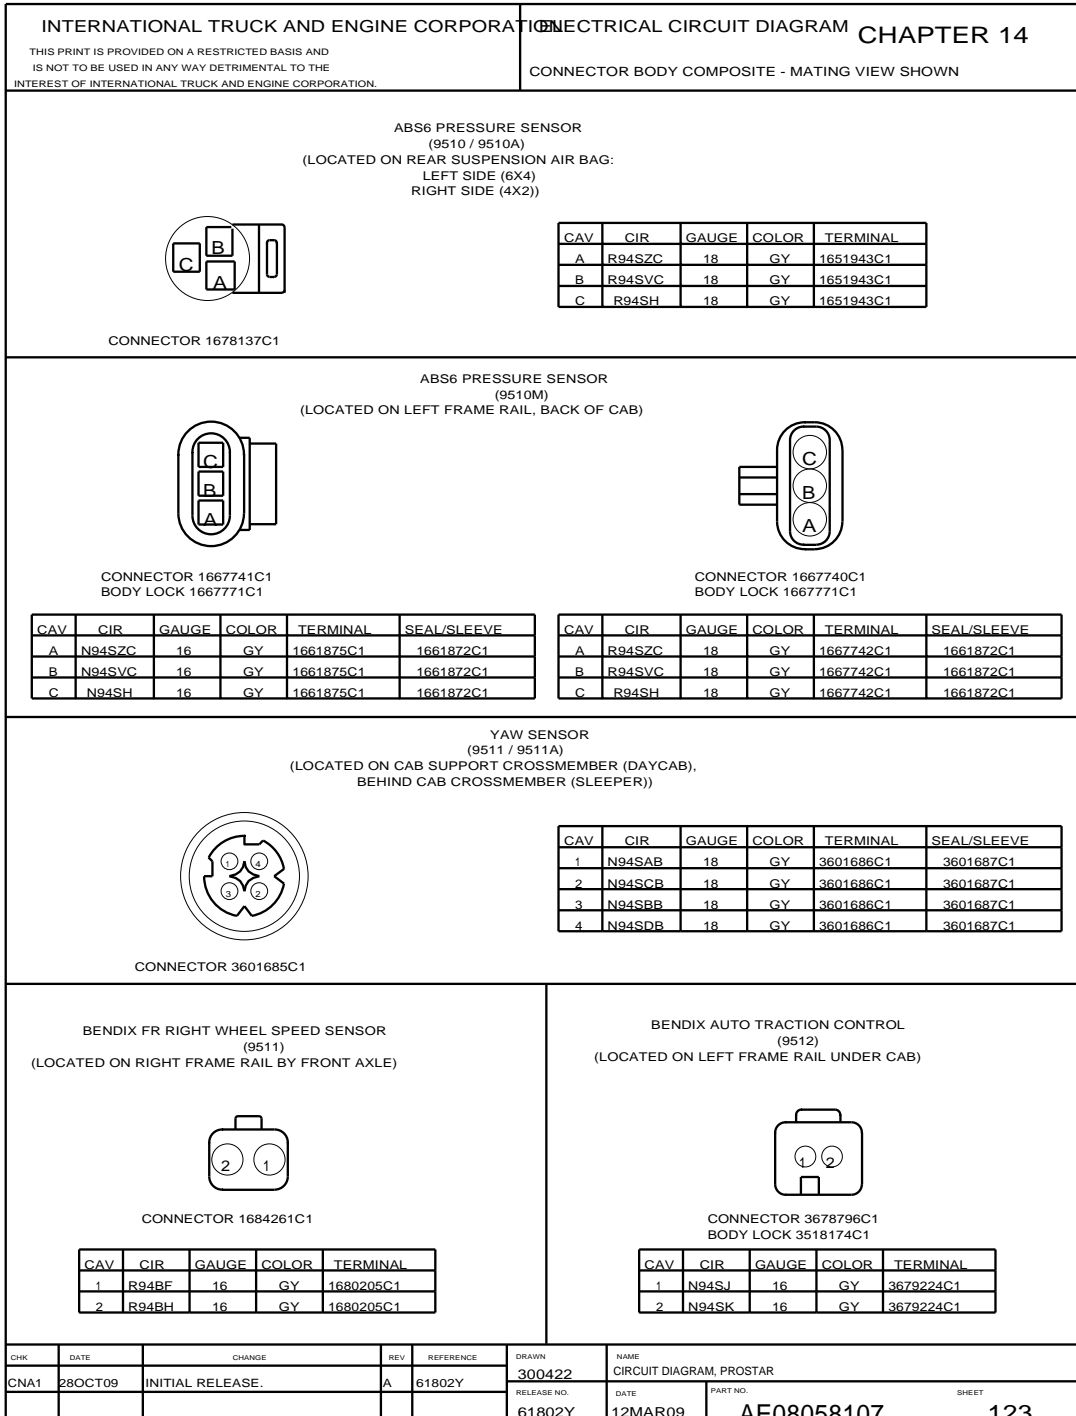 INTERNATIONAL TRUCK AND ENGINE CORPORATION
THIS PRINT IS PROVIDED ON A RESTRICTED BASIS AND
IS NOT TO BE USED IN ANY WAY DETRIMENTAL TO THE
INTEREST OF INTERNATIONAL TRUCK AND ENGINE CORPORATION.
ELECTRICAL CIRCUIT DIAGRAM CHAPTER 14
CONNECTOR BODY COMPOSITE - MATING VIEW SHOWN
ABS6 PRESSURE SENSOR
(9510 / 9510A)
(LOCATED ON REAR SUSPENSION AIR BAG:
LEFT SIDE (6X4)
RIGHT SIDE (4X2))
B
C
A
CONNECTOR 1678137C1
CAV CIR GAUGE COLOR TERMINAL
A R94SZC 18 GY 1651943C1
B R94SVC 18 GY 1651943C1
C R94SH 18 GY 1651943C1
ABS6 PRESSURE SENSOR
(9510M)
(LOCATED ON LEFT FRAME RAIL, BACK OF CAB)
C
B
A
CONNECTOR 1667741C1
BODY LOCK 1667771C1
CAV CIR GAUGE COLOR TERMINAL SEAL/SLEEVE
A N94SZC 16 GY 1661875C1 1661872C1
B N94SVC 16 GY 1661875C1 1661872C1
C N94SH 16 GY 1661875C1 1661872C1
C
B
A
CONNECTOR 1667740C1
BODY LOCK 1667771C1
CAV CIR GAUGE COLOR TERMINAL SEAL/SLEEVE
A R94SZC 18 GY 1667742C1 1661872C1
B R94SVC 18 GY 1667742C1 1661872C1
C R94SH 18 GY 1667742C1 1661872C1
YAW SENSOR
(9511 / 9511A)
(LOCATED ON CAB SUPPORT CROSSMEMBER (DAYCAB),
BEHIND CAB CROSSMEMBER (SLEEPER))
1 4
3 2
CONNECTOR 3601685C1
CAV CIR GAUGE COLOR TERMINAL SEAL/SLEEVE
1 N94SAB 18 GY 3601686C1 3601687C1
2 N94SCB 18 GY 3601686C1 3601687C1
3 N94SBB 18 GY 3601686C1 3601687C1
4 N94SDB 18 GY 3601686C1 3601687C1
BENDIX FR RIGHT WHEEL SPEED SENSOR
(9511)
(LOCATED ON RIGHT FRAME RAIL BY FRONT AXLE)
2 1
CONNECTOR 1684261C1
CAV CIR GAUGE COLOR TERMINAL
1 R94BF 16 GY 1680205C1
2 R94BH 16 GY 1680205C1
BENDIX AUTO TRACTION CONTROL
(9512)
(LOCATED ON LEFT FRAME RAIL UNDER CAB)
1 2
CONNECTOR 3678796C1
BODY LOCK 3518174C1
CAV CIR GAUGE COLOR TERMINAL
1 N94SJ 16 GY 3679224C1
2 N94SK 16 GY 3679224C1
CHK DATE CHANGE REV REFERENCE
CNA1 28OCT09 INITIAL RELEASE. A 61802Y
DRAWN
300422
NAME
CIRCUIT DIAGRAM, PROSTAR
RELEASE NO.
61802Y
DATE
12MAR09
PART NO.
AE08058107
SHEET
123